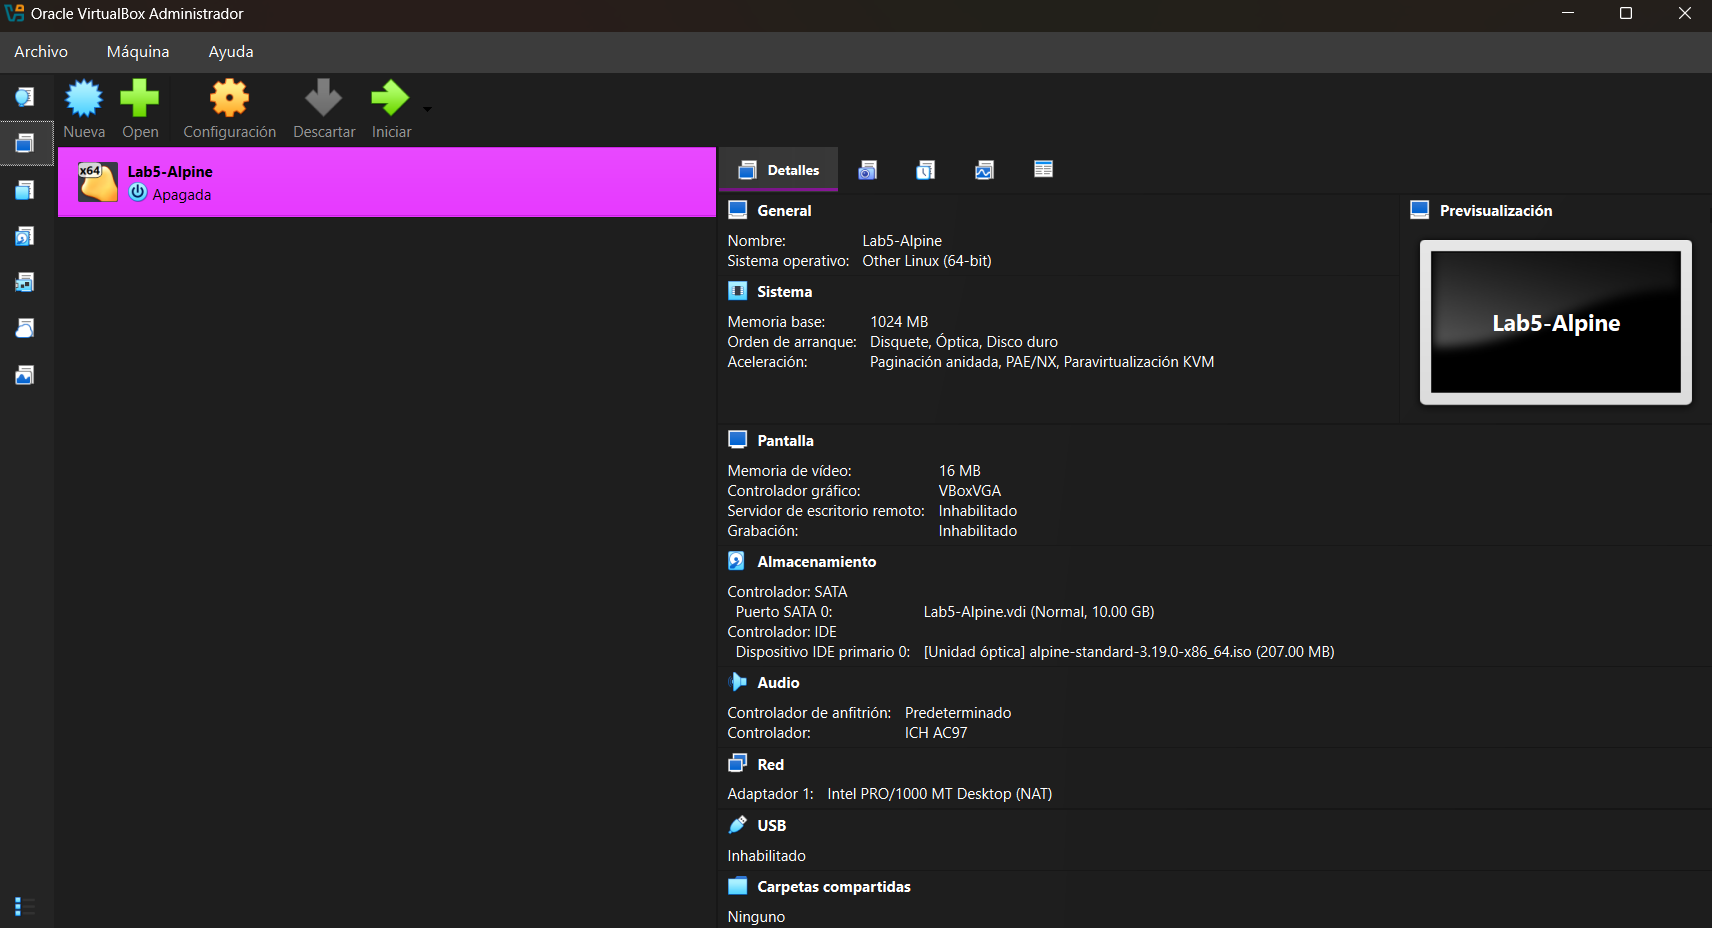 Oracle VirtualBox Administrador
Archivo Máquina Ayuda
Nueva Open Configuración Descartar Iniciar
x64
Lab5-Alpine
Apagada
Detalles
General
Nombre: Lab5-Alpine
Sistema operativo: Other Linux (64-bit)
Previsualización
Lab5-Alpine
Sistema
Memoria base: 1024 MB
Orden de arranque: Disquete, Óptica, Disco duro
Aceleración: Paginación anidada, PAE/NX, Paravirtualización KVM
Pantalla
Memoria de vídeo: 16 MB
Controlador gráfico: VBoxVGA
Servidor de escritorio remoto: Inhabilitado
Grabación: Inhabilitado
Almacenamiento
Controlador: SATA
Puerto SATA 0: Lab5-Alpine.vdi (Normal, 10.00 GB)
Controlador: IDE
Dispositivo IDE primario 0: [Unidad óptica] alpine-standard-3.19.0-x86_64.iso (207.00 MB)
Audio
Controlador de anfitrión: Predeterminado
Controlador: ICH AC97
Red
Adaptador 1: Intel PRO/1000 MT Desktop (NAT)
USB
Inhabilitado
Carpetas compartidas
Ninguno